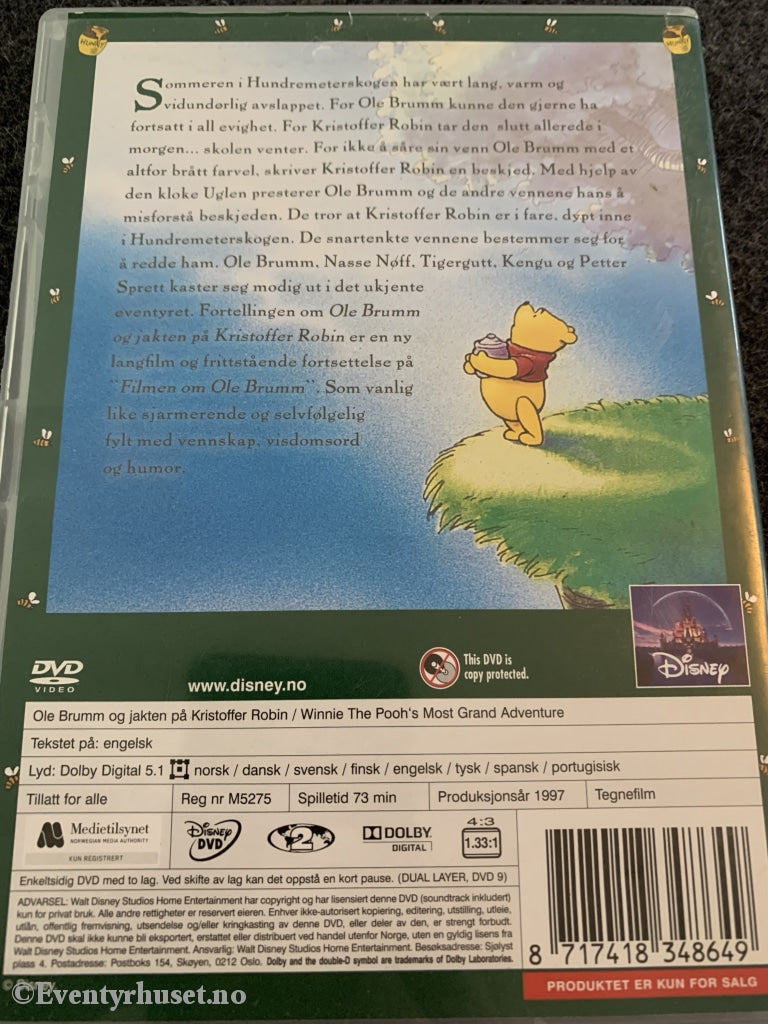 HUNNY
HUNNY
Sommeren i Hundremeterskogen har vært lang, varm og
vidunderlig avslappet. For Ole Brumm kunne den gjerne ha
fortsatt i all evighet. For Kristoffer Robin tar den slutt allerede i
morgen... skolen venter. For ikke å såre sin venn Ole Brumm med et
altfor brått farvel, skriver Kristoffer Robin en beskjed. Med hjelp av
den kloke Uglen presterer Ole Brumm og de andre vennene hans å
misforstå beskjeden. De tror at Kristoffer Robin er i fare, dypt inne
i Hundremeterskogen. De snartenkte vennene bestemmer seg for
å redde ham. Ole Brumm, Nasse Nøff, Tigergutt, Kengu og Petter
Sprett kaster seg modig ut i det ukjente
eventyret. Fortellingen om Ole Brumm
og jakten på Kristoffer Robin er en ny
langfilm og frittstående fortsettelse på
"Filmen om Ole Brumm". Som vanlig
like sjarmerende og selvfølgelig
fylt med vennskap, visdomsord
og humor.
DVD
VIDEO
www.disney.no
This DVD is
copy protected.
Disney
Ole Brumm og jakten på Kristoffer Robin / Winnie The Pooh's Most Grand Adventure
Tekstet på: engelsk
Lyd: Dolby Digital 5.1 norsk / dansk / svensk / finsk / engelsk / tysk / spansk / portugisisk
Tillatt for alle Reg nr M5275 Spilletid 73 min Produksjonsår 1997 Tegnefilm
Medietilsynet
NORWEGIAN MEDIA AUTHORITY
KUN REGISTRERT
Disney
DVD
2
DOLBY
DIGITAL
4:3
1.33:1
Enkeltsidig DVD med to lag. Ved skifte av lag kan det oppstå en kort pause. (DUAL LAYER, DVD 9)
ADVARSEL: Walt Disney Studios Home Entertainment har copyright og har lisensiert denne DVD (soundtrack inkludert)
kun for privat bruk. Alle andre rettigheter er reservert eieren. Enhver ikke-autorisert kopiering, editering, utstilling, utleie,
utlån, offentlig fremvisning, utsendelse og/eller kringkasting av denne DVD, eller deler av den, er strengt forbudt.
Denne DVD skal ikke kunne bli eksportert, erstattet eller distribuert ved handel utenfor Norge, uten en gyldig lisens fra
Walt Disney Studios Home Entertainment. Ansvarlig: Walt Disney Studios Home Entertainment. Besøksadresse: Sjølyst
plass 4. Postadresse: Postboks 154, Skøyen, 0212 Oslo. Dolby and the double-D symbol are trademarks of Dolby Laboratories.
8 717418 348649
© Disney
PRODUKTET ER KUN FOR SALG
©Eventyrhuset.no